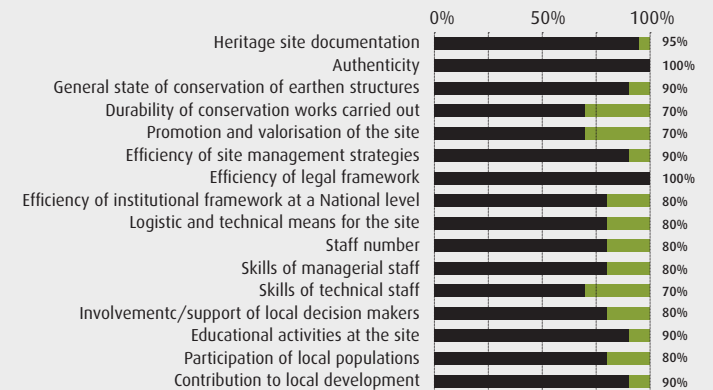 0% 50% 100%
Heritage site documentation 95%
Authenticity 100%
General state of conservation of earthen structures 90%
Durability of conservation works carried out 70%
Promotion and valorisation of the site 70%
Efficiency of site management strategies 90%
Efficiency of legal framework 100%
Efficiency of institutional framework at a National level 80%
Logistic and technical means for the site 80%
Staff number 80%
Skills of managerial staff 80%
Skills of technical staff 70%
Involvementc/support of local decision makers 80%
Educational activities at the site 90%
Participation of local populations 80%
Contribution to local development 90%